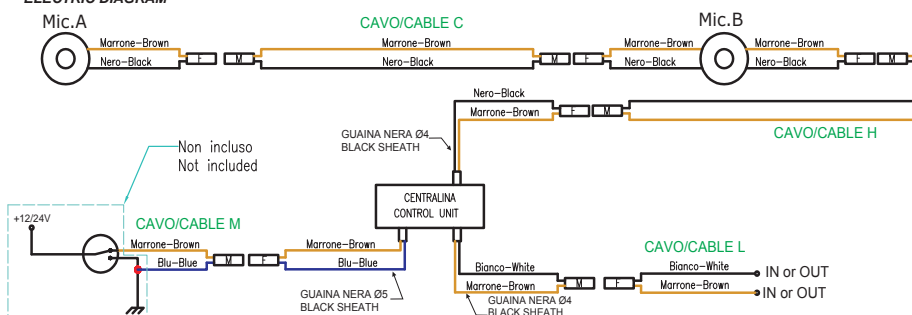 ELECTRIC DIAGRAM
Mic.A
CAVO/CABLE C
Mic.B
Marrone-Brown
Marrone-Brown
Marrone-Brown
Marrone-Brown
F
M
M
F
F
M
Nero-Black
Nero-Black
Nero-Black
Nero-Black
Nero-Black
Marrone-Brown
F
M
CAVO/CABLE H
GUAINA NERA Ø4
BLACK SHEATH
Non incluso
Not included
CENTRALINA
CONTROL UNIT
+12/24V
CAVO/CABLE M
Marrone-Brown
Marrone-Brown
M
F
Blu-Blue
Blu-Blue
CAVO/CABLE L
Bianco-White
Bianco-White
IN or OUT
M
F
Marrone-Brown
Marrone-Brown
IN or OUT
GUAINA NERA Ø5
BLACK SHEATH
GUAINA NERA Ø4
BLACK SHEATH